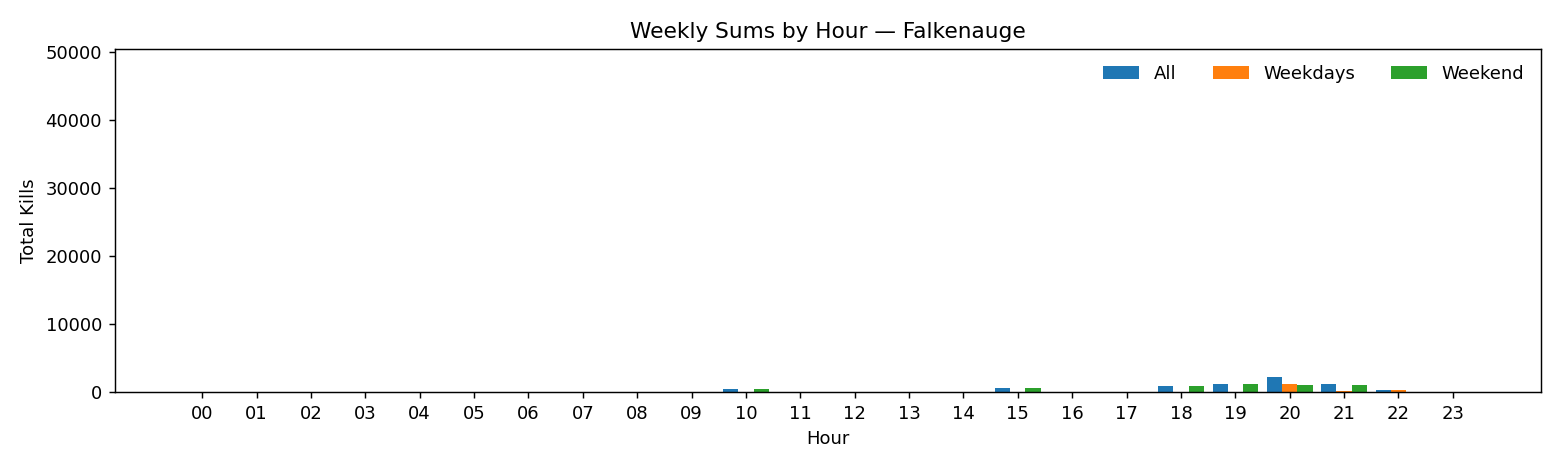 Weekly Sums by Hour — Falkenauge
All Weekdays Weekend
Total Kills
50000
40000
30000
20000
10000
0
00 01 02 03 04 05 06 07 08 09 10 11 12 13 14 15 16 17 18 19 20 21 22 23
Hour